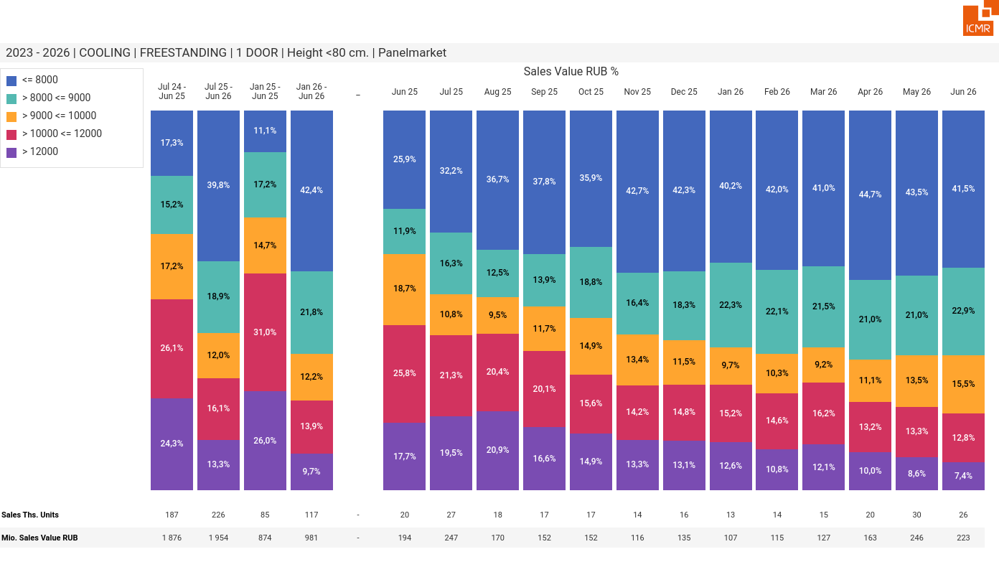 ICMR
2023 - 2026 | COOLING | FREESTANDING | 1 DOOR | Height <80 cm. | Panelmarket
Sales Value RUB %
<= 8000
> 8000 <= 9000
> 9000 <= 10000
> 10000 <= 12000
> 12000
Jul 24 - Jul 25 - Jan 25 - Jan 26 -
Jun 25 Jun 26 Jun 25 Jun 26 – Jun 25 Jul 25 Aug 25 Sep 25 Oct 25 Nov 25 Dec 25 Jan 26 Feb 26 Mar 26 Apr 26 May 26 Jun 26
17,3% 39,8% 11,1% 42,4% 25,9% 32,2% 36,7% 37,8% 35,9% 42,7% 42,3% 40,2% 42,0% 41,0% 44,7% 43,5% 41,5%
15,2% 18,9% 17,2% 21,8% 11,9% 16,3% 12,5% 13,9% 18,8% 16,4% 18,3% 22,3% 22,1% 21,5% 21,0% 21,0% 22,9%
17,2% 12,0% 14,7% 12,2% 18,7% 10,8% 9,5% 11,7% 14,9% 13,4% 11,5% 9,7% 10,3% 9,2% 11,1% 13,5% 15,5%
26,1% 16,1% 31,0% 13,9% 25,8% 21,3% 20,4% 20,1% 15,6% 14,2% 14,8% 15,2% 14,6% 16,2% 13,2% 13,3% 12,8%
24,3% 13,3% 26,0% 9,7% 17,7% 19,5% 20,9% 16,6% 14,9% 13,3% 13,1% 12,6% 10,8% 12,1% 10,0% 8,6% 7,4%
Sales Ths. Units 187 226 85 117 - 20 27 18 17 17 14 16 13 14 15 20 30 26
Mio. Sales Value RUB 1 876 1 954 874 981 - 194 247 170 152 152 116 135 107 115 127 163 246 223